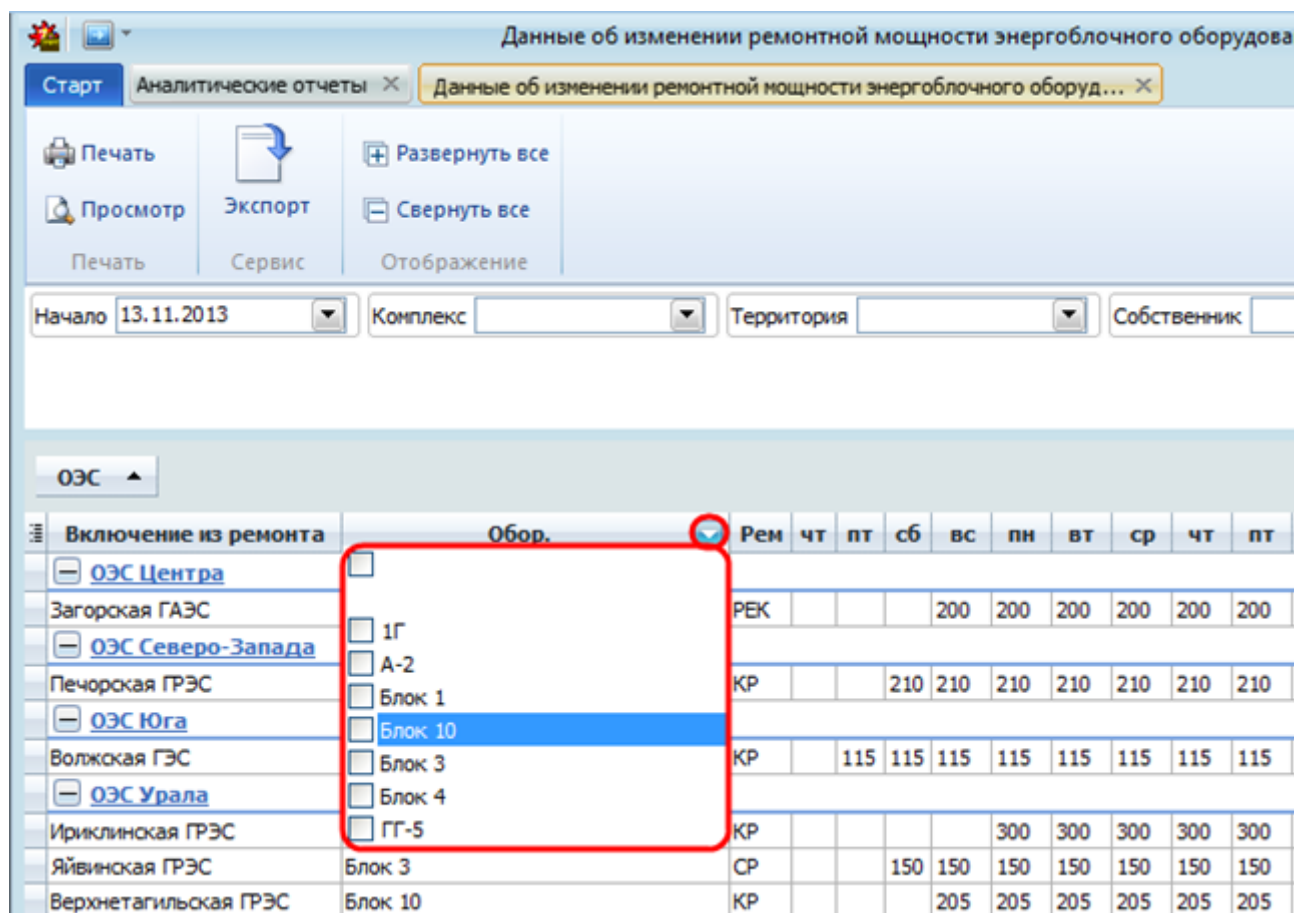 Данные об изменении ремонтной мощности энергоблочного оборудова
Старт Аналитические отчеты Данные об изменении ремонтной мощности энергоблочного оборуд...
Печать Развернуть все
Просмотр Экспорт Свернуть все
Печать Сервис Отображение
Начало 13.11.2013 Комплекс Территория Собственник
ОЭС
Включение из ремонта Обор. Рем чт пт сб вс пн вт ср чт пт
ОЭС Центра
Загорская ГАЭС РЕК 200 200 200 200 200 200
1Г
ОЭС Северо-Запада
А-2
Печорская ГРЭС КР 210 210 210 210 210 210 210
Блок 1
ОЭС Юга
Блок 10
Волжская ГЭС КР 115 115 115 115 115 115 115 115
Блок 3
ОЭС Урала
Блок 4
Ириклинская ГРЭС ГГ-5 КР 300 300 300 300 300
Яйвинская ГРЭС Блок 3 СР 150 150 150 150 150 150 150
Верхнетагильская ГРЭС Блок 10 КР 205 205 205 205 205 205